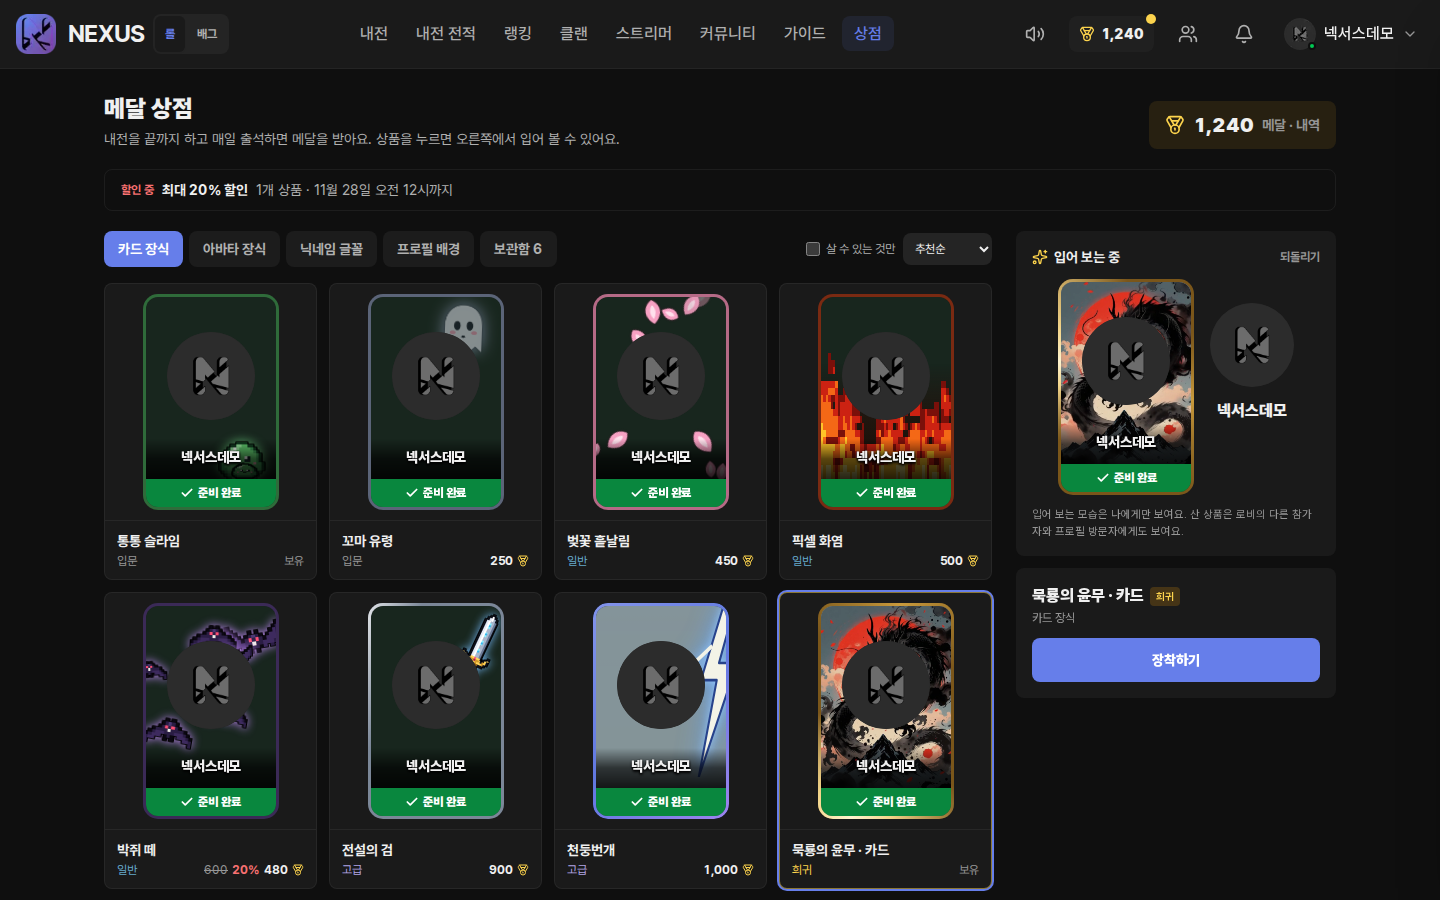 NEXUS 롤 배그 내전 내전 전적 랭킹 클랜 스트리머 커뮤니티 가이드 상점 1,240 넥서스데모
메달 상점
내전을 끝까지 하고 매일 출석하면 메달을 받아요. 상품을 누르면 오른쪽에서 입어 볼 수 있어요.
1,240 메달 · 내역
할인 중 최대 20% 할인 1개 상품 · 11월 28일 오전 12시까지
카드 장식 아바타 장식 닉네임 글꼴 프로필 배경 보관함 6 살 수 있는 것만 추천순
넥서스데모 넥서스데모 넥서스데모 넥서스데모
준비 완료 준비 완료 준비 완료 준비 완료
통통 슬라임 꼬마 유령 벚꽃 흩날림 픽셀 화염
입문 보유 입문 250 일반 450 일반 500
넥서스데모 넥서스데모 넥서스데모 넥서스데모
준비 완료 준비 완료 준비 완료 준비 완료
박쥐 떼 전설의 검 천둥번개 묵룡의 윤무 · 카드
일반 600 20% 480 고급 900 고급 1,000 희귀 보유
입어 보는 중 되돌리기
넥서스데모
넥서스데모
준비 완료
입어 보는 모습은 나에게만 보여요. 산 상품은 로비의 다른 참가
자와 프로필 방문자에게도 보여요.
묵룡의 윤무 · 카드 희귀
카드 장식
장착하기